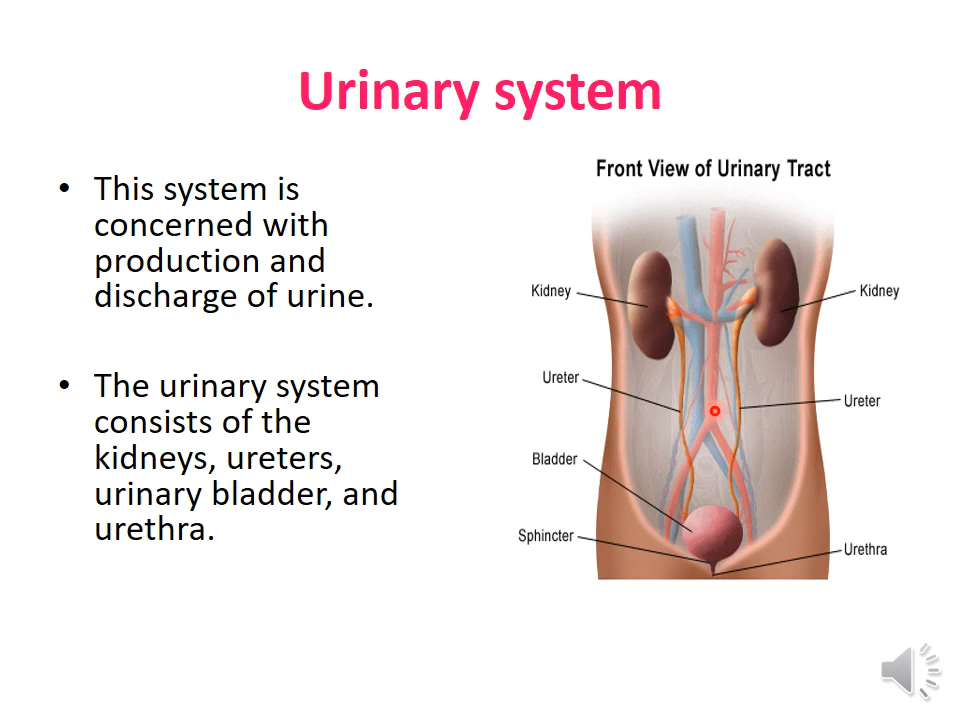 Urinary system
• This system is
concerned with
production and
discharge of urine.
• The urinary system
consists of the
kidneys, ureters,
urinary bladder, and
urethra.
Front View of Urinary Tract
Kidney
Kidney
Ureter
Ureter
Bladder
Sphincter
Urethra